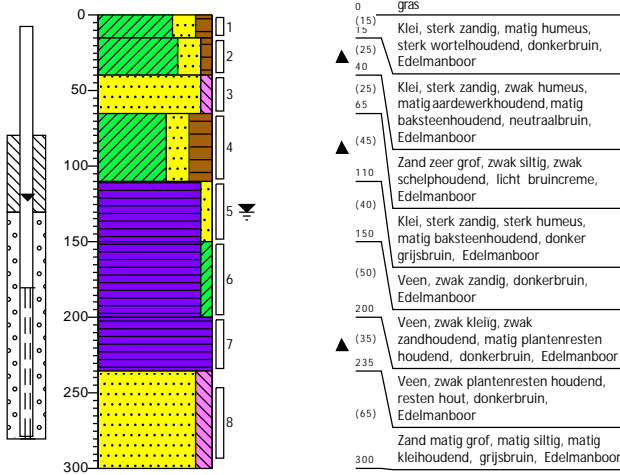 0
50
100
150
200
250
300
1
2
3
4
5
6
7
8
0
gras
(15)
15
Klei, sterk zandig, matig humeus,
sterk wortelhoudend, donkerbruin,
Edelmanboor
(25)
40
Klei, sterk zandig, zwak humeus,
matig aardewerkhoudend, matig
baksteenhoudend, neutraalbruin,
Edelmanboor
(25)
65
Zand zeer grof, zwak siltig, zwak
schelphoudend, licht bruincreme,
Edelmanboor
(45)
110
Klei, sterk zandig, sterk humeus,
matig baksteenhoudend, donker
grijsbruin, Edelmanboor
(40)
150
Veen, zwak zandig, donkerbruin,
Edelmanboor
(50)
200
Veen, zwak kleiïg, zwak
zandhoudend, matig plantenresten
houdend, donkerbruin, Edelmanboor
(35)
235
Veen, zwak plantenresten houdend,
resten hout, donkerbruin,
Edelmanboor
(65)
300
Zand matig grof, matig siltig, matig
kleihoudend, grijsbruin, Edelmanboor